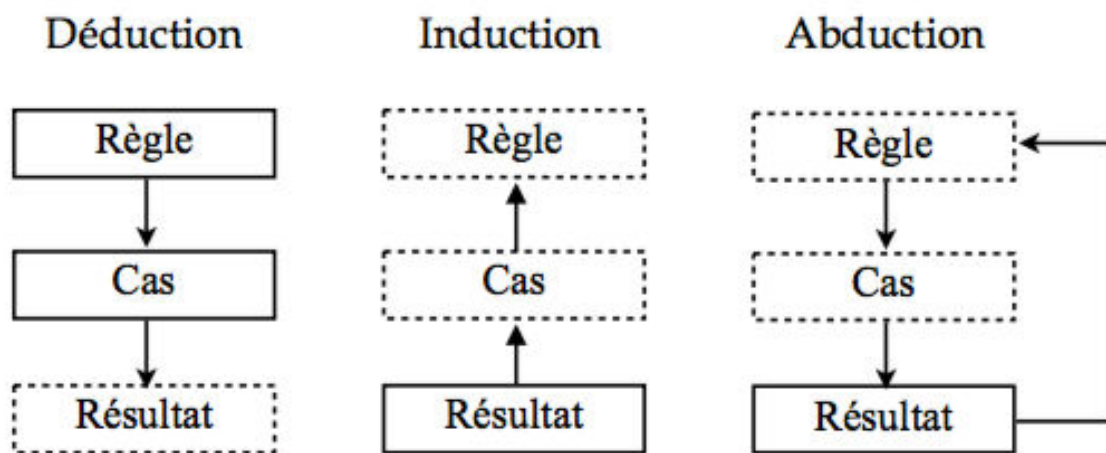 Déduction Induction Abduction
Règle Règle Règle
Cas Cas Cas
Résultat Résultat Résultat